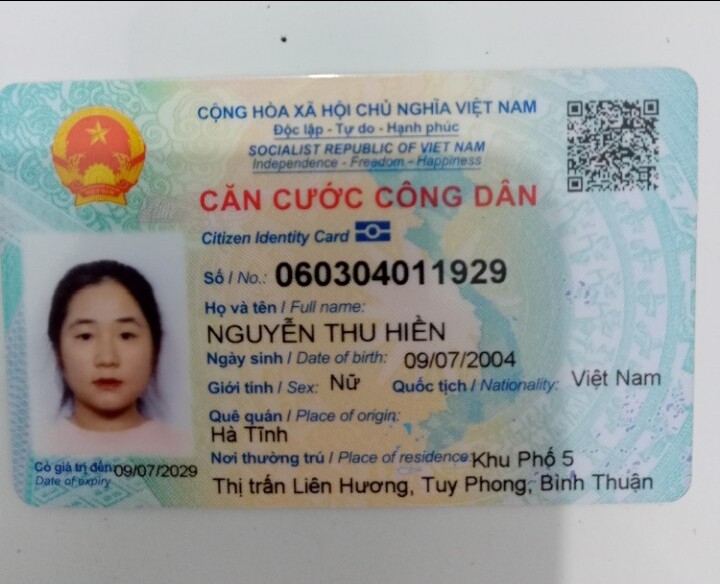 CỘNG HÒA XÃ HỘI CHỦ NGHĨA VIỆT NAM
Độc lập - Tự do - Hạnh phúc
SOCIALIST REPUBLIC OF VIET NAM
Independence - Freedom - Happiness
CĂN CƯỚC CÔNG DÂN
Citizen Identity Card
Số / No.: 060304011929
Họ và tên / Full name:
NGUYỄN THU HIỀN
Ngày sinh / Date of birth: 09/07/2004
Giới tính / Sex: Nữ Quốc tịch / Nationality: Việt Nam
Quê quán / Place of origin:
Hà Tĩnh
Nơi thường trú / Place of residence: Khu Phố 5
Thị trấn Liên Hương, Tuy Phong, Bình Thuận
Có giá trị đến: 09/07/2029
Date of expiry